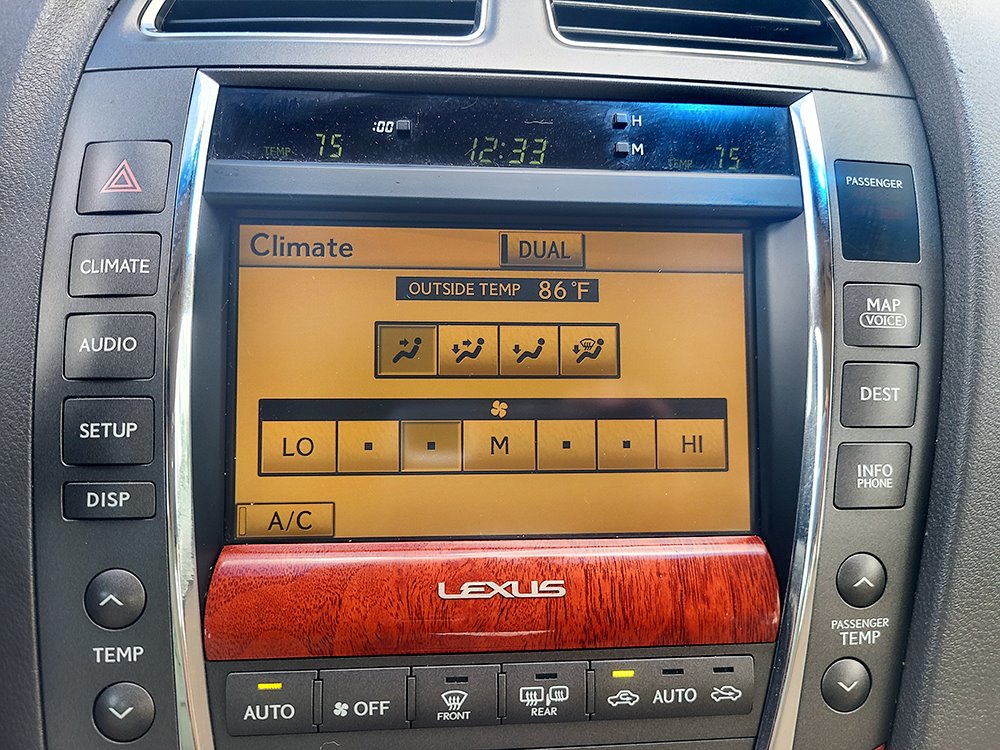 :00 H
TEMP 75 12:33 M TEMP 75
PASSENGER
CLIMATE
AUDIO
SETUP
DISP
TEMP
Climate DUAL
OUTSIDE TEMP 86°F
LO M HI
A/C
LEXUS
MAP
VOICE
DEST
INFO
PHONE
PASSENGER
TEMP
AUTO OFF FRONT REAR AUTO